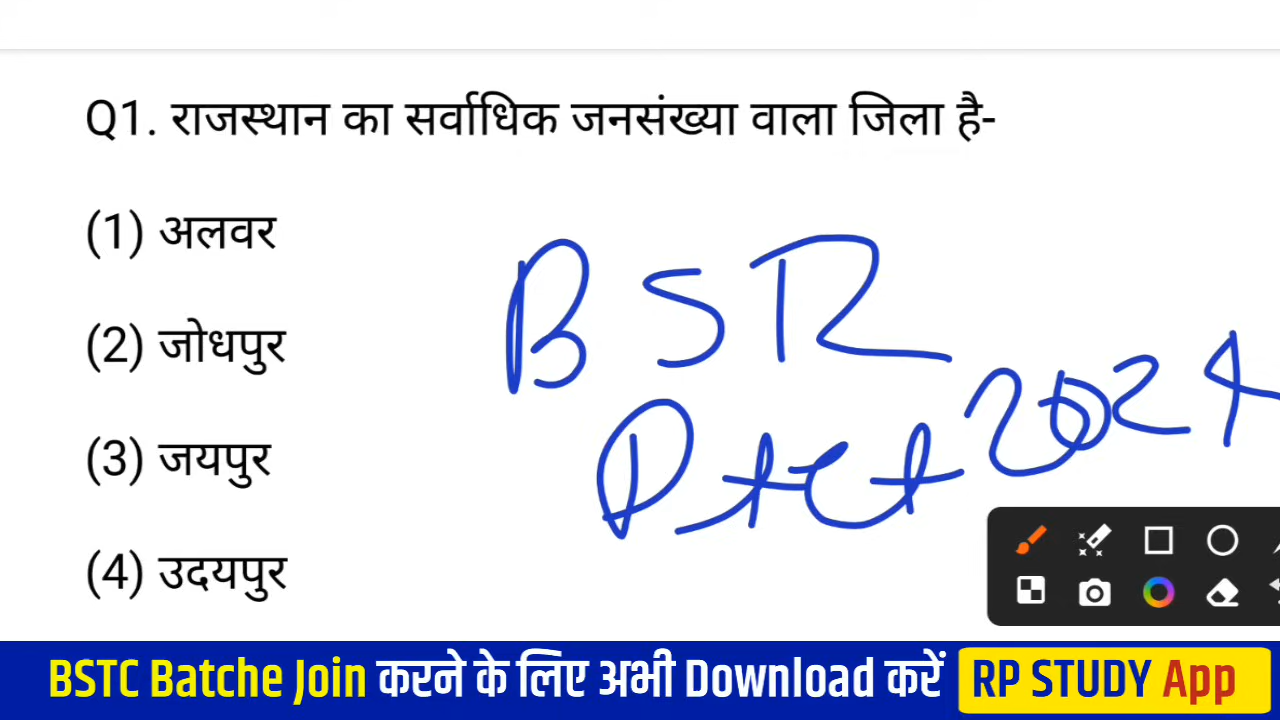 Q1. राजस्थान का सर्वाधिक जनसंख्या वाला जिला है-
(1) अलवर
(2) जोधपुर
(3) जयपुर
(4) उदयपुर
BSR
Ptet 2024
BSTC Batche Join करने के लिए अभी Download करें RP STUDY App